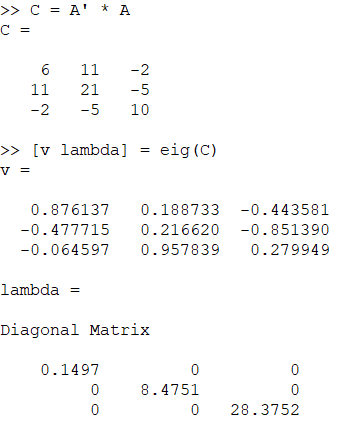 >> C = A' * A
C =
6 11 -2
11 21 -5
-2 -5 10
>> [v lambda] = eig(C)
v =
0.876137 0.188733 -0.443581
-0.477715 0.216620 -0.851390
-0.064597 0.957839 0.279949
lambda =
Diagonal Matrix
0.1497 0 0
0 8.4751 0
0 0 28.3752